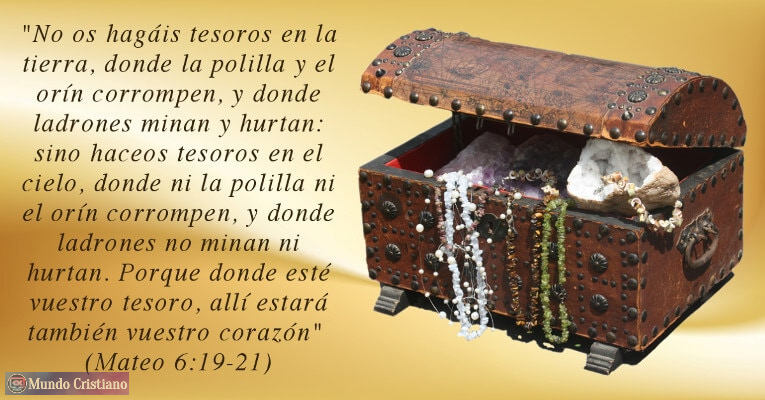 "No os hagáis tesoros en la
tierra, donde la polilla y el
orín corrompen, y donde
ladrones minan y hurtan:
sino haceos tesoros en el
cielo, donde ni la polilla ni
el orín corrompen, y donde
ladrones no minan ni
hurtan. Porque donde esté
vuestro tesoro, allí estará
también vuestro corazón"
(Mateo 6:19-21)
Mundo Cristiano